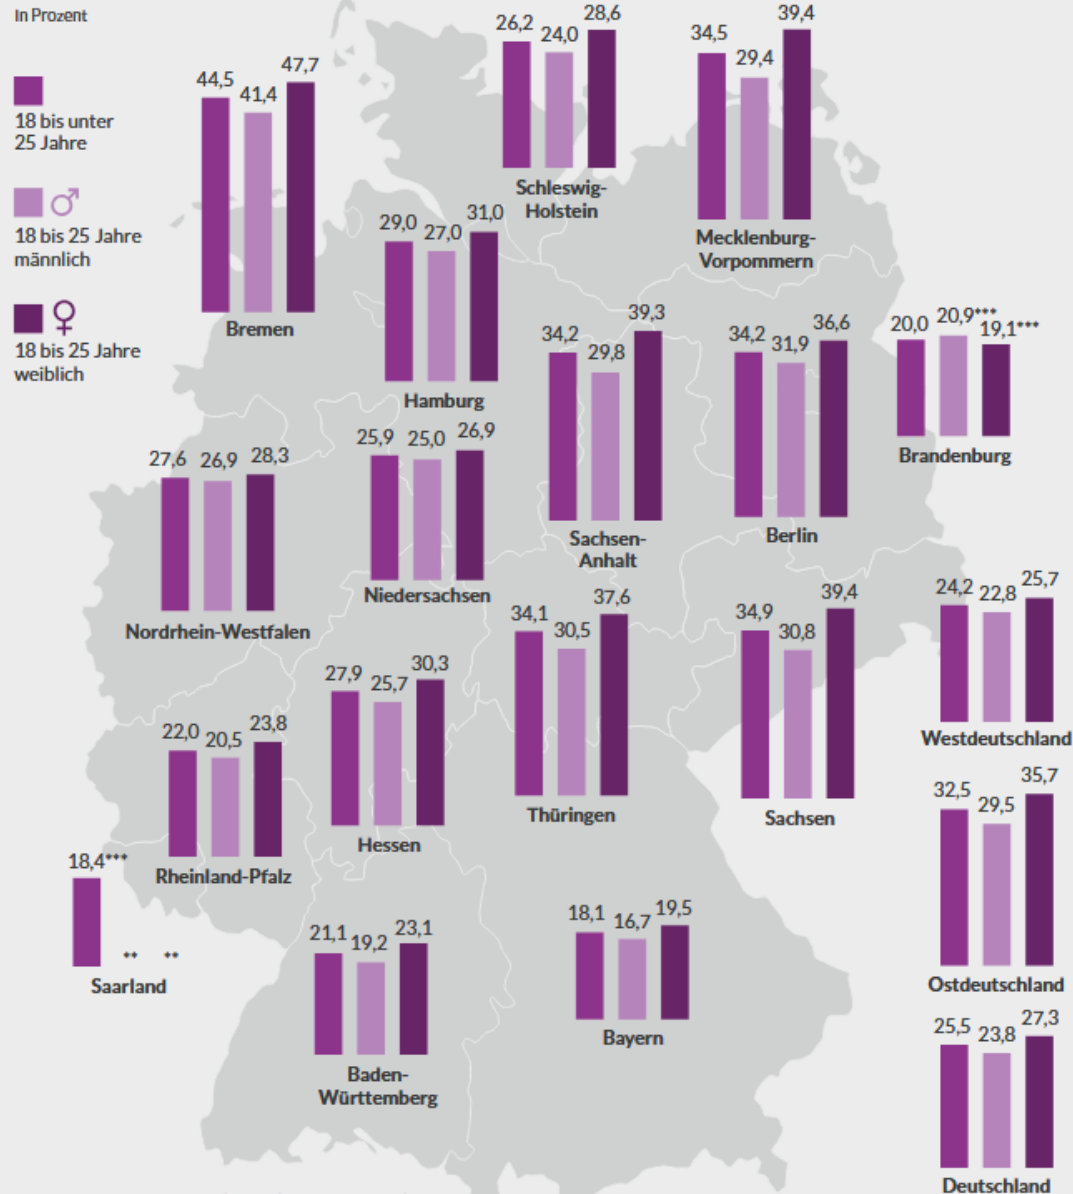 In Prozent
18 bis unter
25 Jahre
♂
18 bis 25 Jahre
männlich
♀
18 bis 25 Jahre
weiblich
44,5 41,4 47,7
Bremen
26,2 24,0 28,6
Schleswig-
Holstein
34,5 29,4 39,4
Mecklenburg-
Vorpommern
29,0 27,0 31,0
Hamburg
34,2 29,8 39,3
Sachsen-
Anhalt
34,2 31,9 36,6
Berlin
20,0 20,9*** 19,1***
Brandenburg
27,6 26,9 28,3
Nordrhein-Westfalen
25,9 25,0 26,9
Niedersachsen
34,1 30,5 37,6
Thüringen
34,9 30,8 39,4
Sachsen
24,2 22,8 25,7
Westdeutschland
22,0 20,5 23,8
Rheinland-Pfalz
27,9 25,7 30,3
Hessen
32,5 29,5 35,7
Ostdeutschland
18,4*** ** **
Saarland
21,1 19,2 23,1
Baden-
Württemberg
18,1 16,7 19,5
Bayern
25,5 23,8 27,3
Deutschland